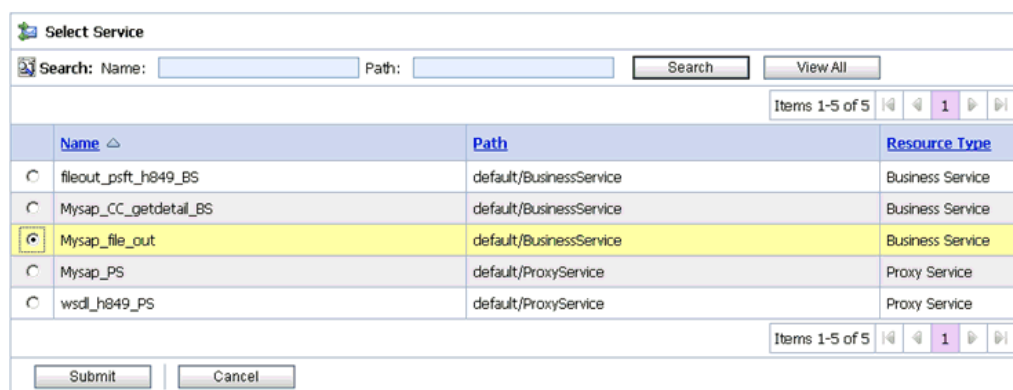 Select Service
Search: Name: Path: Search View All
Items 1-5 of 5 1
Name Path Resource Type
fileout_psft_h849_BS default/BusinessService Business Service
Mysap_CC_getdetail_BS default/BusinessService Business Service
Mysap_file_out default/BusinessService Business Service
Mysap_PS default/ProxyService Proxy Service
wsdl_h849_PS default/ProxyService Proxy Service
Items 1-5 of 5 1
Submit Cancel